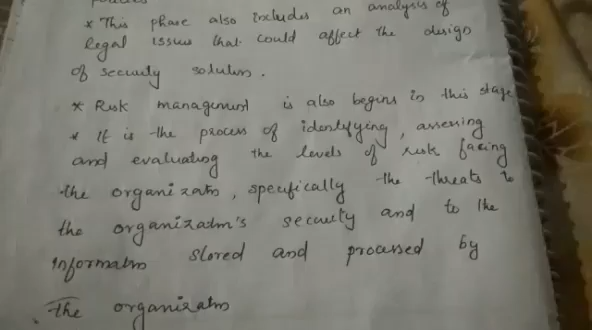 * This phase also includes an analysis of
legal issues that could affect the design
of security solution.
* Risk management is also begins in this stage
* It is the process of identifying, assessing
and evaluating the levels of risk facing
the organization, specifically the threats to
the organization's security and to the
information stored and processed by
the organization